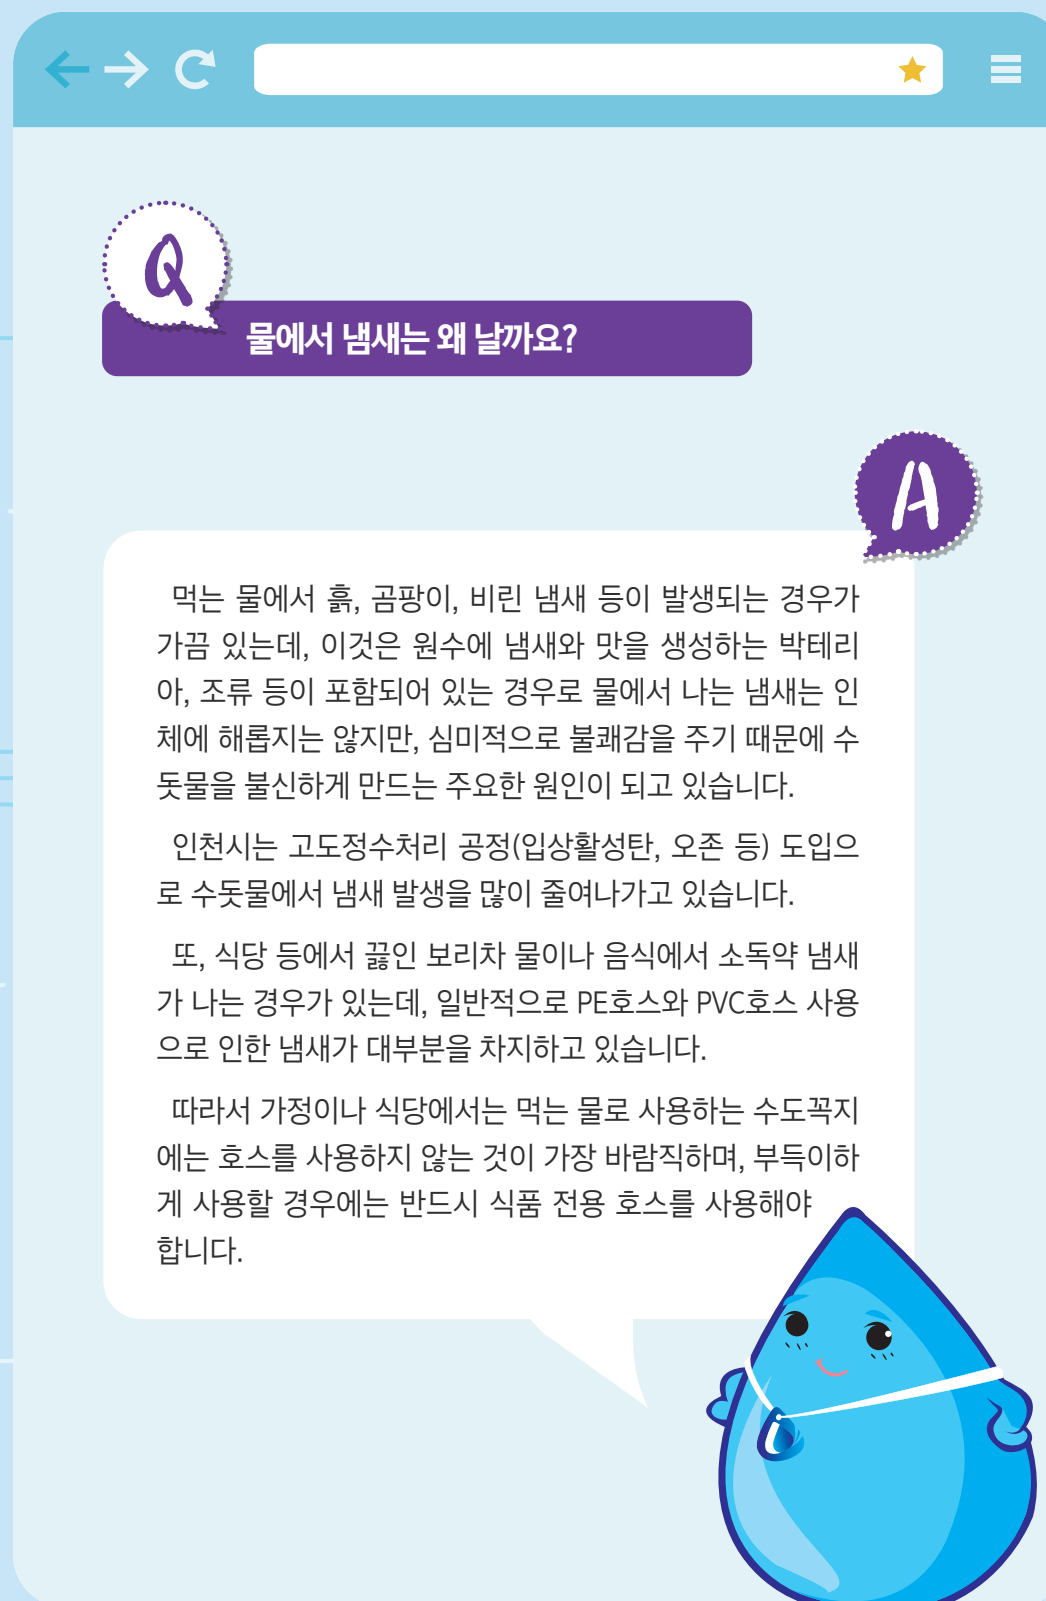 Q
물에서 냄새는 왜 날까요?
A
먹는 물에서 흙, 곰팡이, 비린 냄새 등이 발생되는 경우가
가끔 있는데, 이것은 원수에 냄새와 맛을 생성하는 박테리
아, 조류 등이 포함되어 있는 경우로 물에서 나는 냄새는 인
체에 해롭지는 않지만, 심미적으로 불쾌감을 주기 때문에 수
돗물을 불신하게 만드는 주요한 원인이 되고 있습니다.
인천시는 고도정수처리 공정(입상활성탄, 오존 등) 도입으
로 수돗물에서 냄새 발생을 많이 줄여나가고 있습니다.
또, 식당 등에서 끓인 보리차 물이나 음식에서 소독약 냄새
가 나는 경우가 있는데, 일반적으로 PE호스와 PVC호스 사용
으로 인한 냄새가 대부분을 차지하고 있습니다.
따라서 가정이나 식당에서는 먹는 물로 사용하는 수도꼭지
에는 호스를 사용하지 않는 것이 가장 바람직하며, 부득이하
게 사용할 경우에는 반드시 식품 전용 호스를 사용해야
합니다.